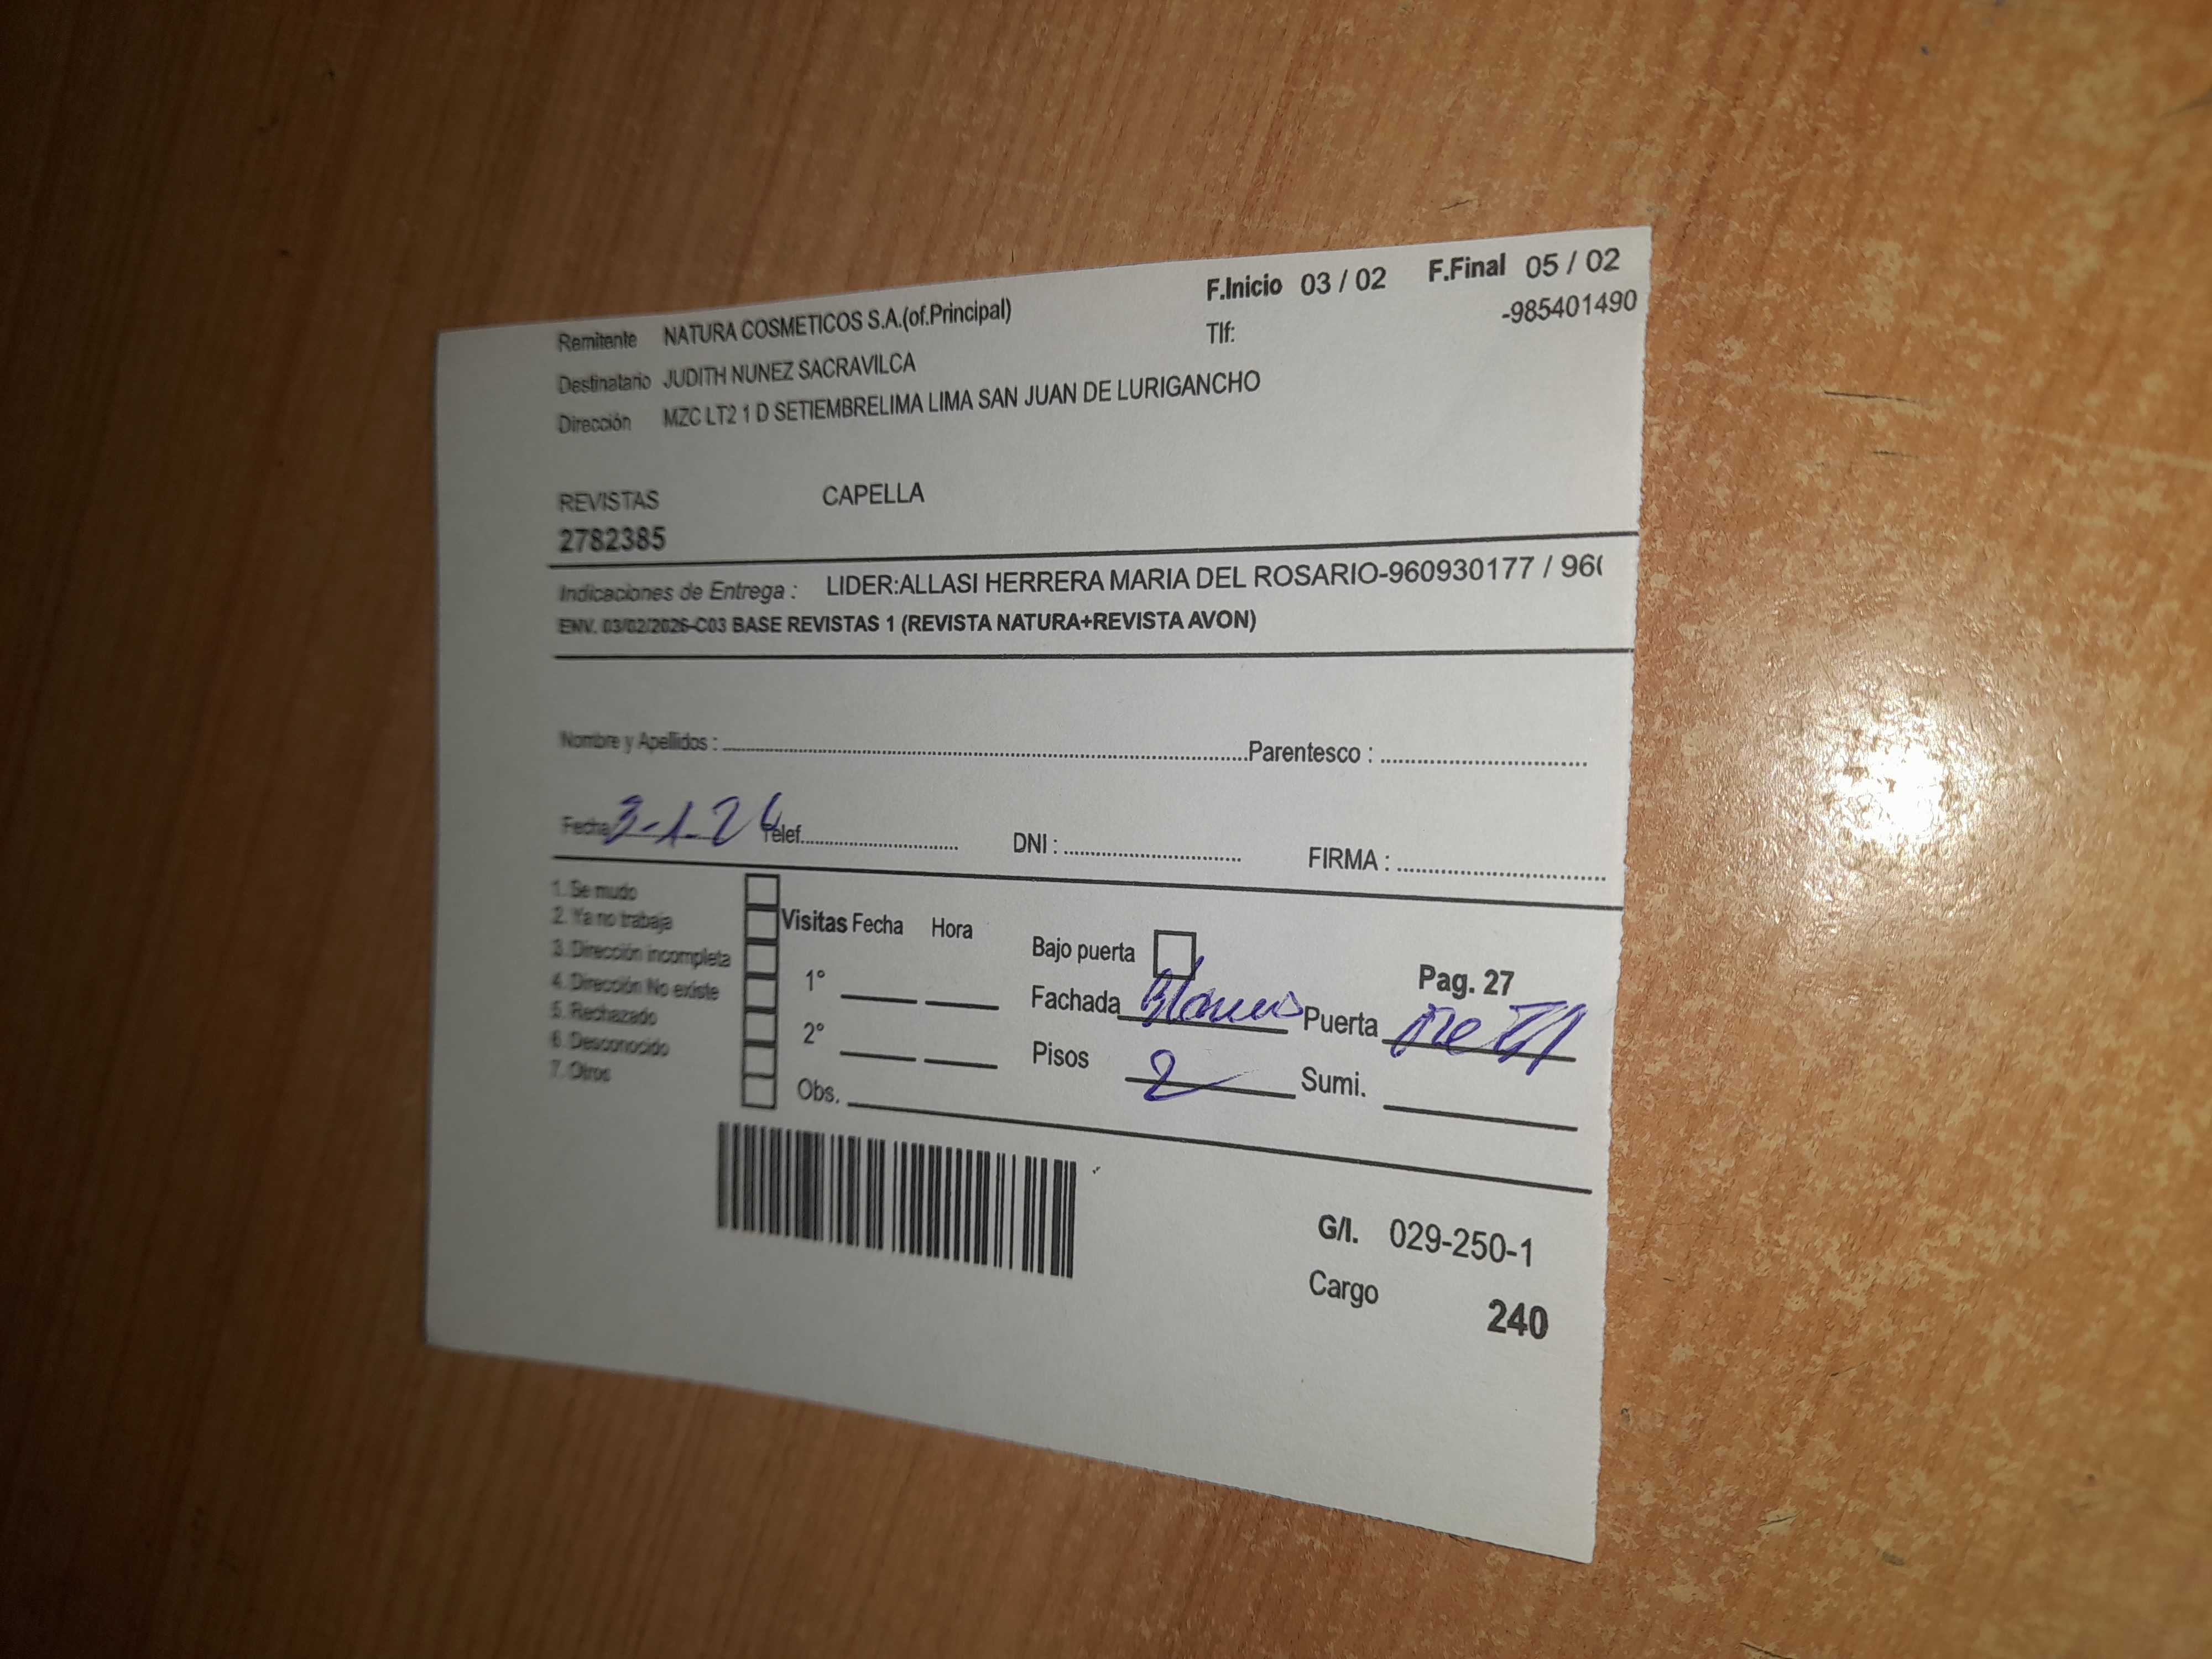 F.Inicio 03 / 02 F.Final 05 / 02
Remitente NATURA COSMETICOS S.A.(of.Principal) Tlf: -985401490
Destinatario JUDITH NUNEZ SACRAVILCA
Dirección MZC LT2 1 D SETIEMBRELIMA LIMA SAN JUAN DE LURIGANCHO
REVISTAS CAPELLA
2782385
Indicaciones de Entrega : LIDER:ALLASI HERRERA MARIA DEL ROSARIO-960930177 / 960
ENV. 03/02/2026-C03 BASE REVISTAS 1 (REVISTA NATURA+REVISTA AVON)
Nombre y Apellidos : Parentesco :
Fecha 3-1-26 Telef. DNI : FIRMA :
1. Se mudo
2. Ya no trabaja
3. Dirección incompleta
4. Dirección No existe
5. Rechazado
6. Desconocido
7. Otros
Visitas Fecha Hora
1°
2°
Obs.
Bajo puerta Pag. 27
Fachada Puerta
Pisos 2 Sumi.
G/I. 029-250-1
Cargo 240